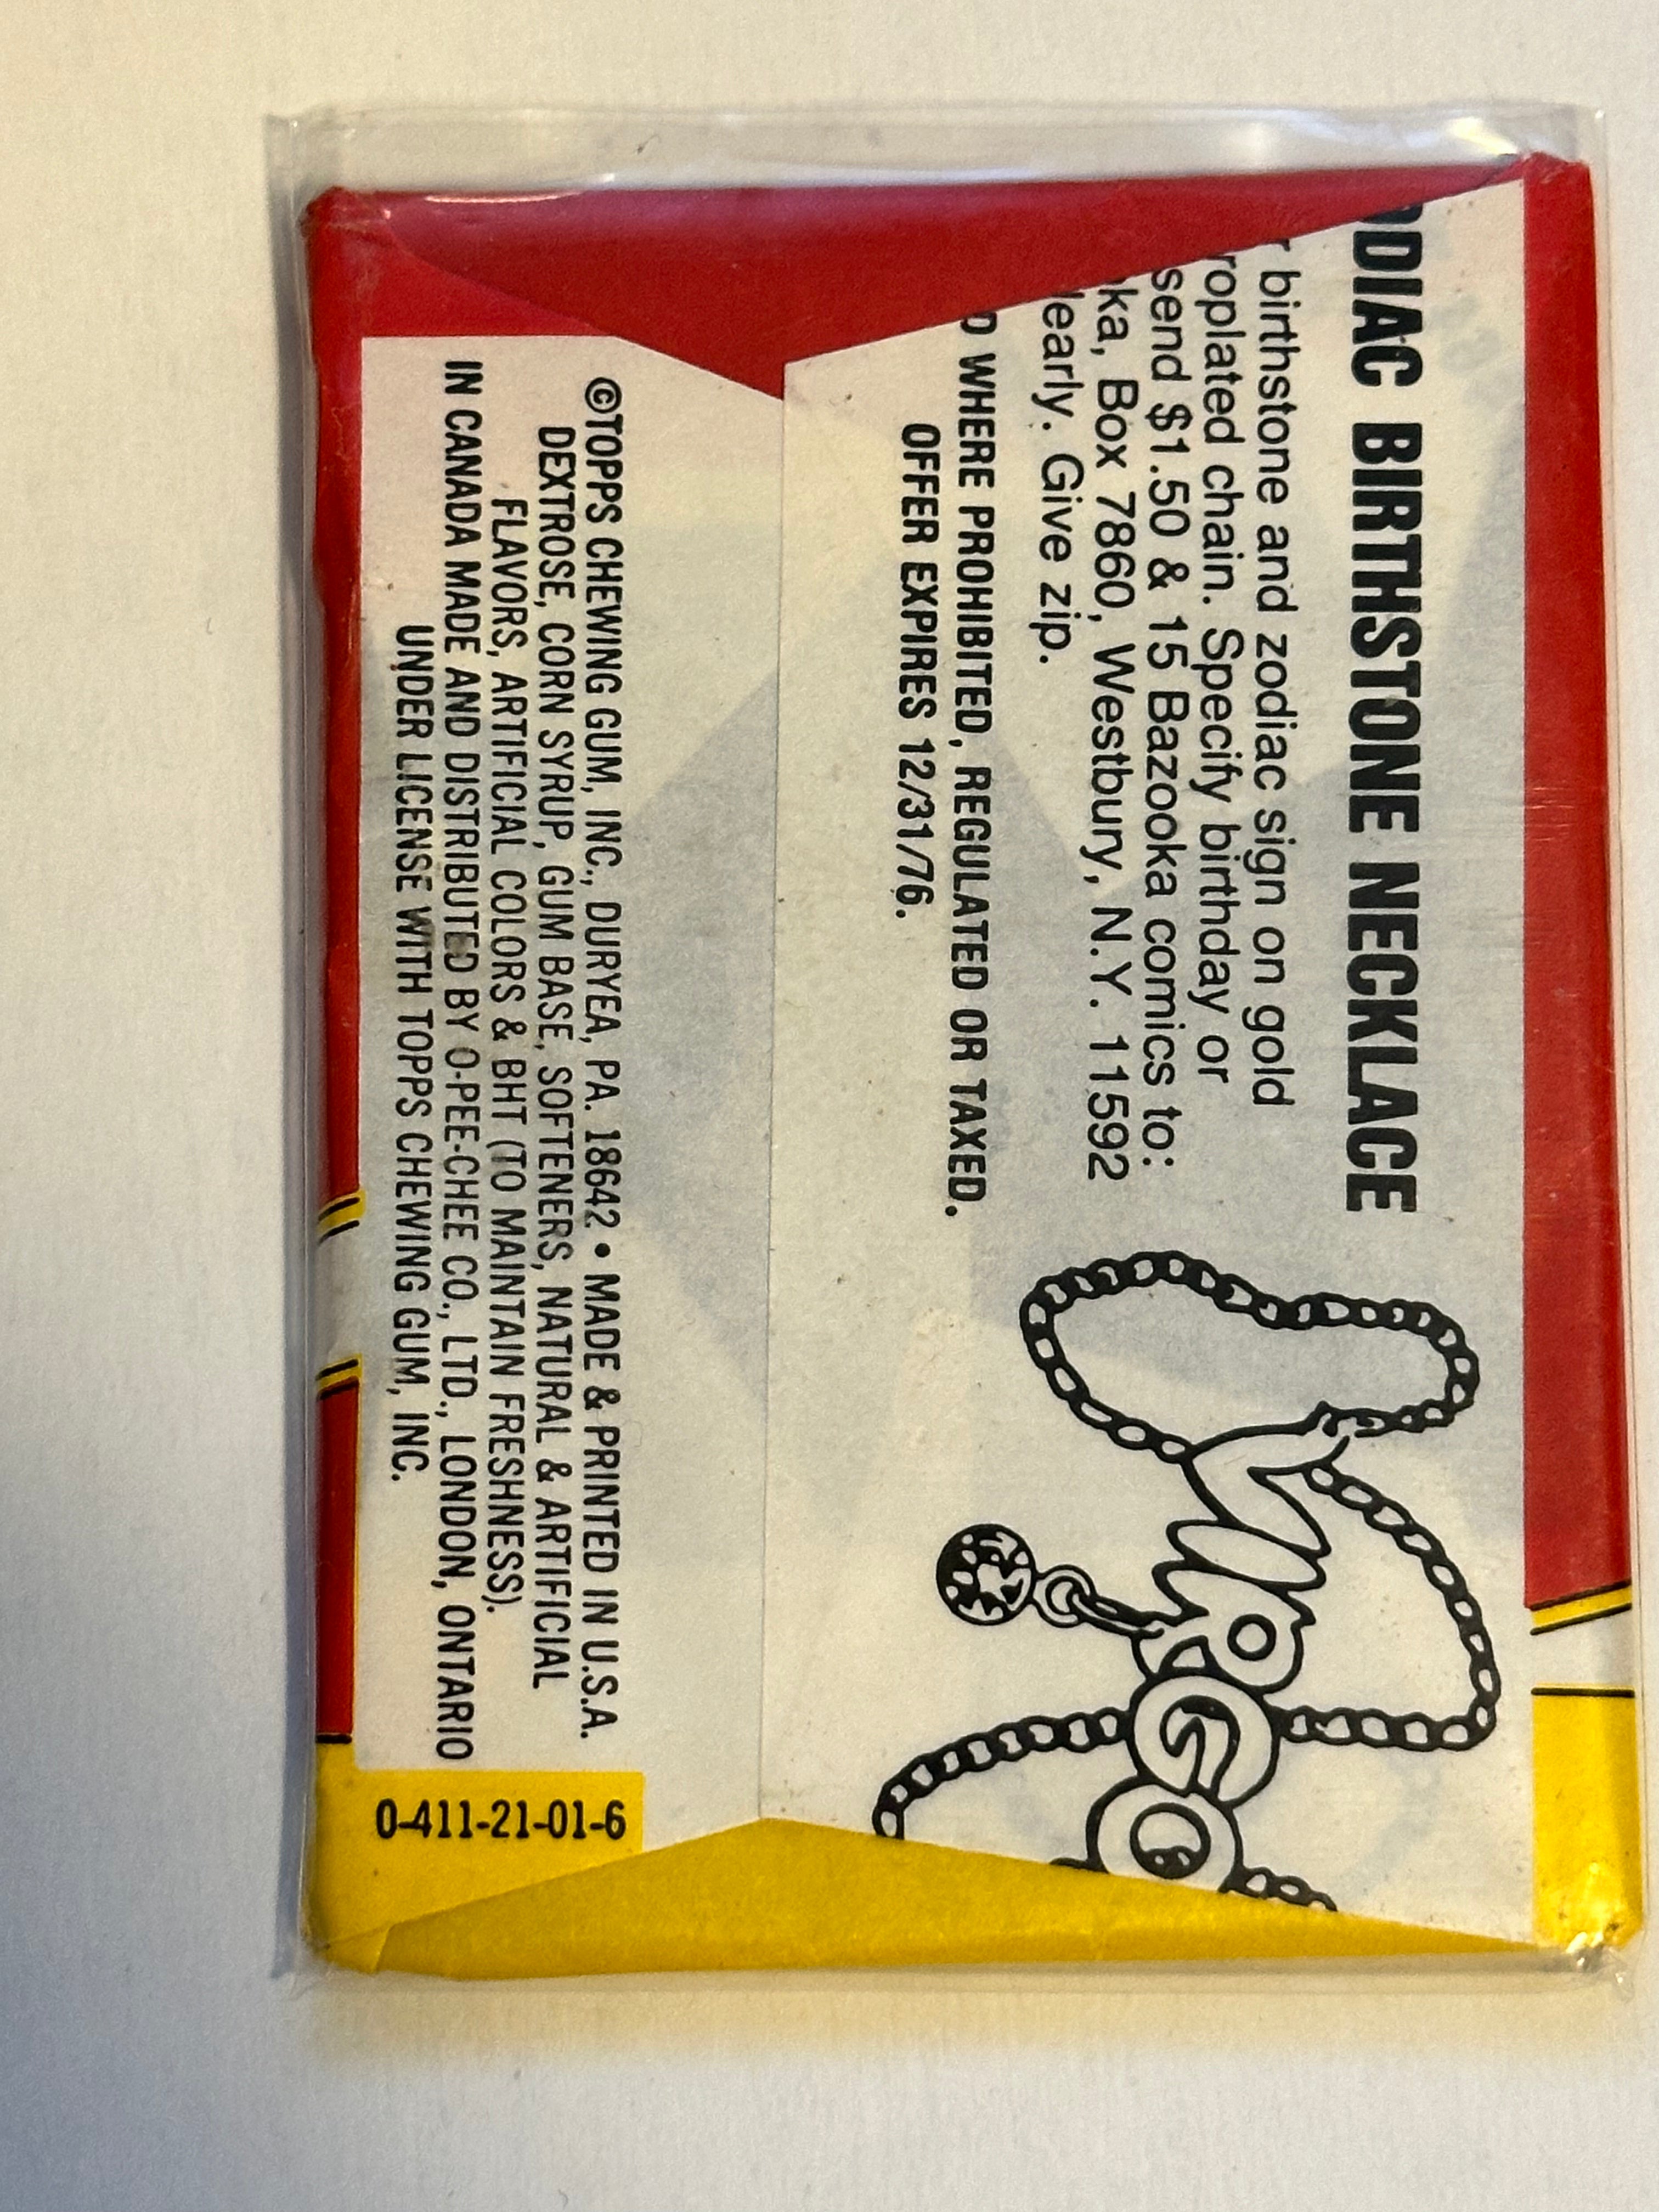 ODIAC BIRTHSTONE NECKLACE
birthstone and zodiac sign on gold
roplated chain. Specify birthday or
send $1.50 & 15 Bazooka comics to:
ka, Box 7860, Westbury, N.Y. 11592
learly. Give zip.
D WHERE PROHIBITED, REGULATED OR TAXED.
OFFER EXPIRES 12/31/76.
©TOPPS CHEWING GUM, INC., DURYEA, PA. 18642 • MADE & PRINTED IN U.S.A.
DEXTROSE, CORN SYRUP, GUM BASE, SOFTENERS, NATURAL & ARTIFICIAL
FLAVORS, ARTIFICIAL COLORS & BHT (TO MAINTAIN FRESHNESS).
IN CANADA MADE AND DISTRIBUTED BY O-PEE-CHEE CO., LTD., LONDON, ONTARIO
UNDER LICENSE WITH TOPPS CHEWING GUM, INC.
0-411-21-01-6